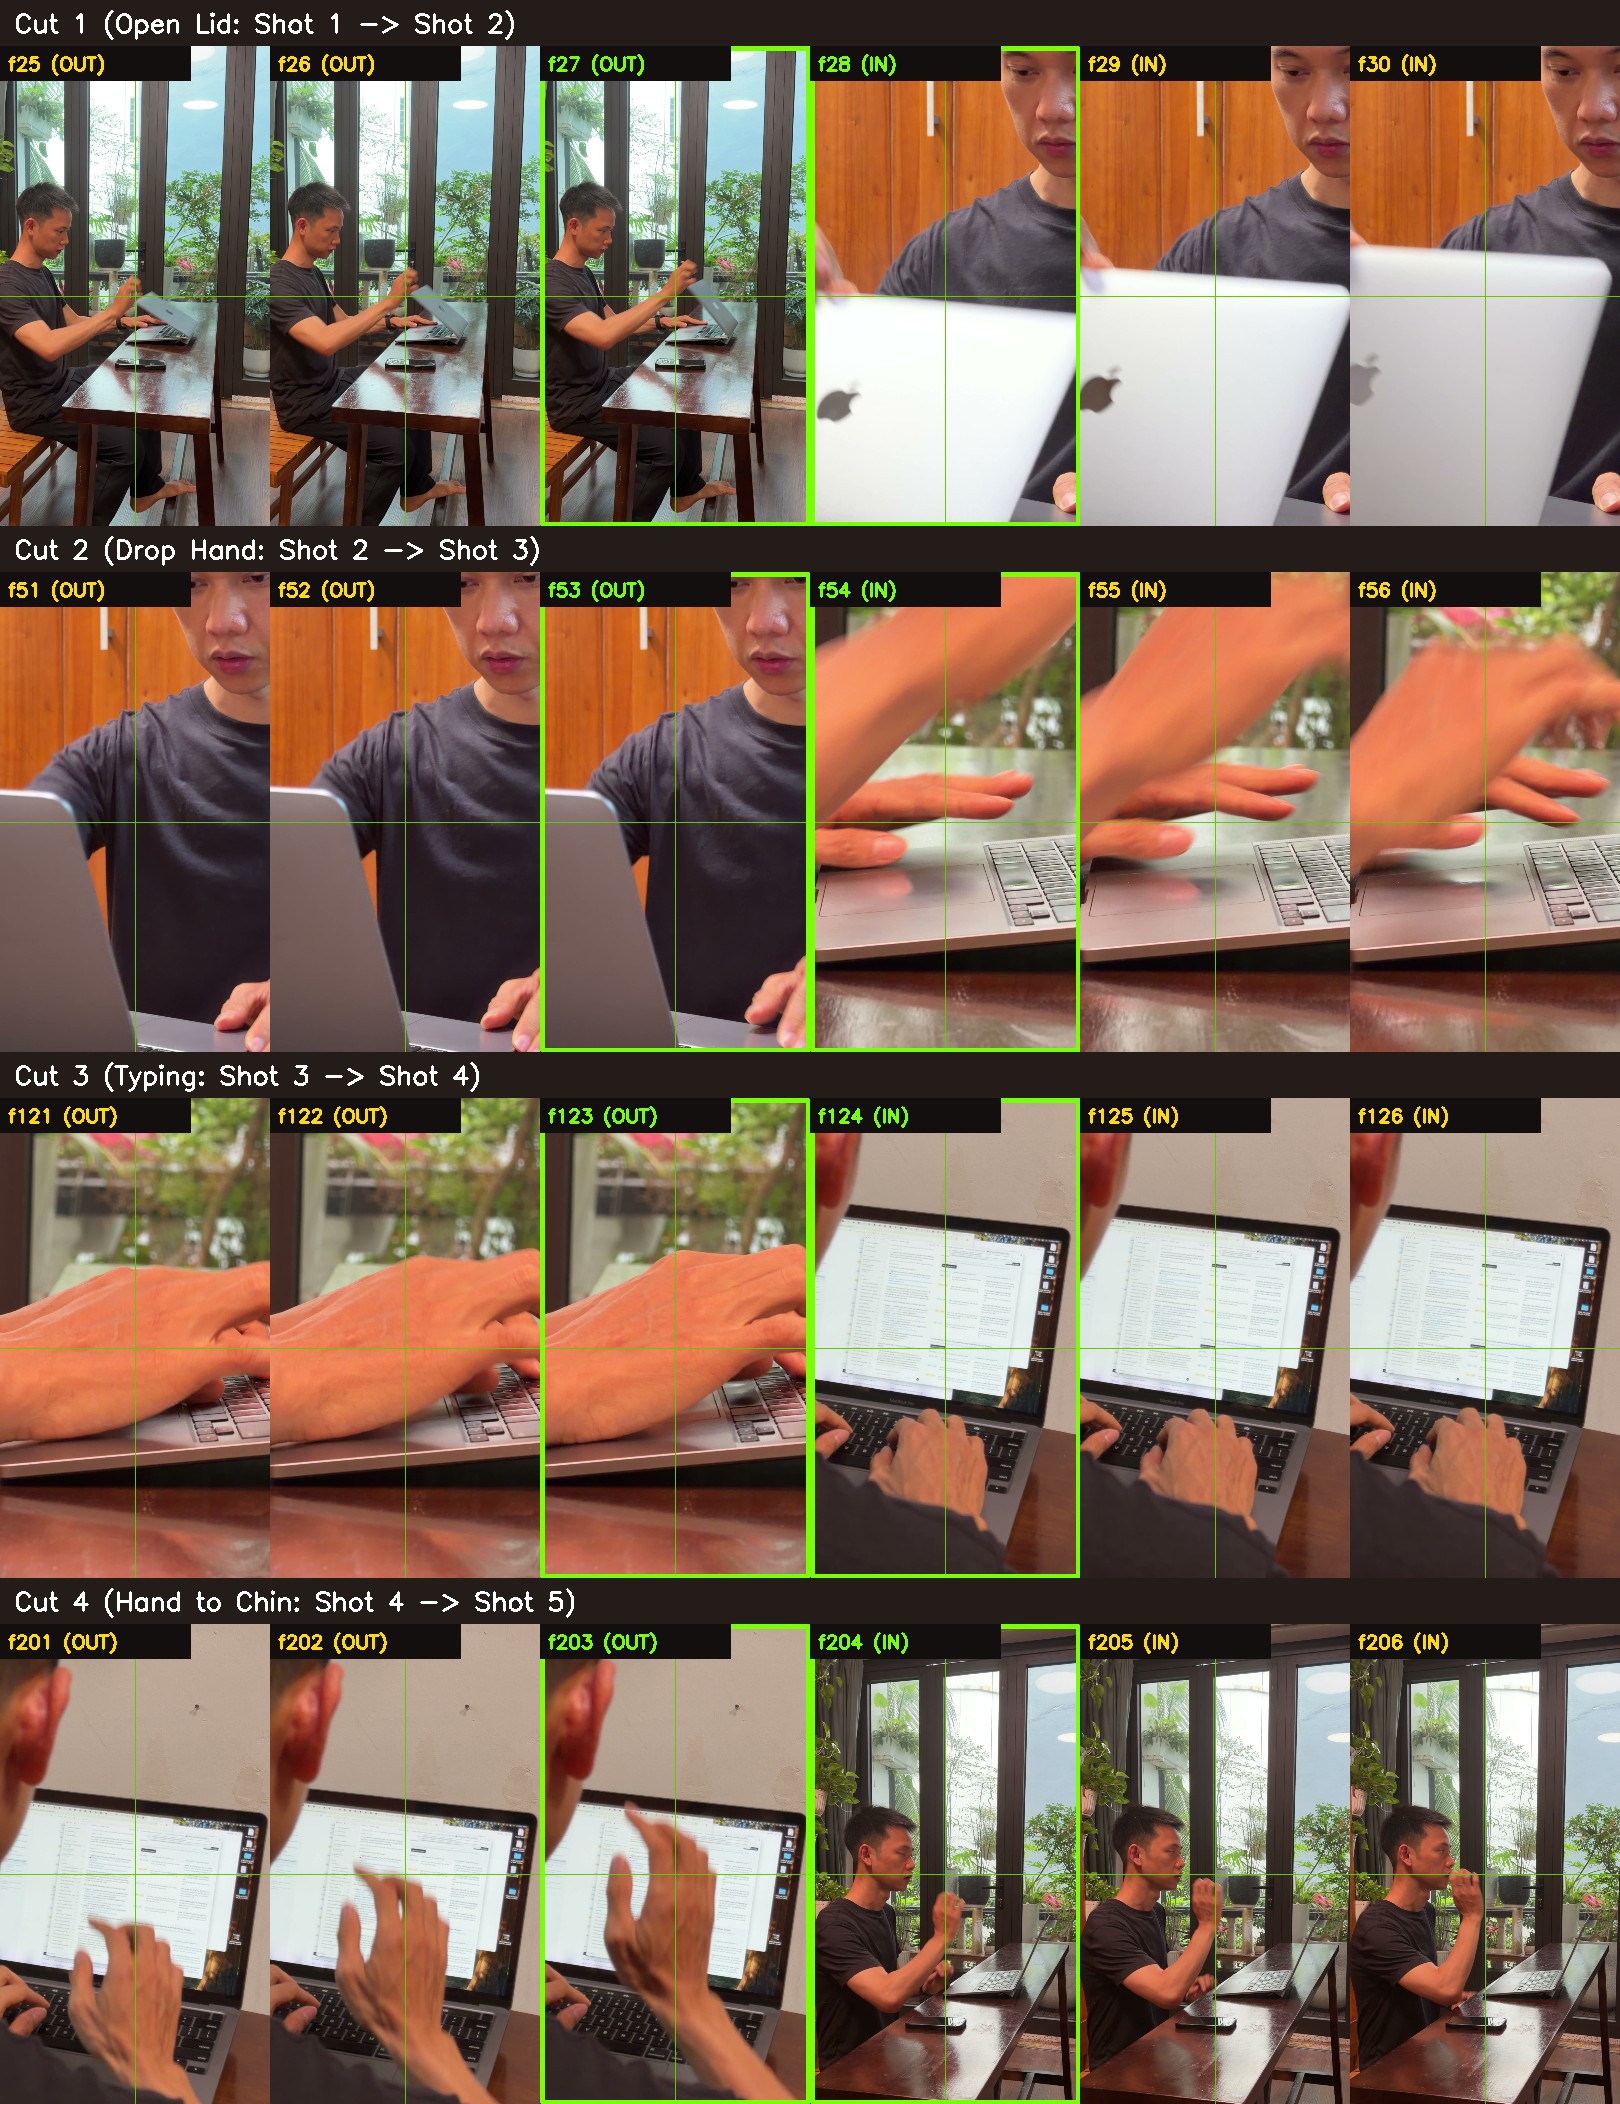 Cut 1 (Open Lid: Shot 1 -> Shot 2)
f25 (OUT)
f26 (OUT)
f27 (OUT)
f28 (IN)
f29 (IN)
f30 (IN)
Cut 2 (Drop Hand: Shot 2 -> Shot 3)
f51 (OUT)
f52 (OUT)
f53 (OUT)
f54 (IN)
f55 (IN)
f56 (IN)
Cut 3 (Typing: Shot 3 -> Shot 4)
f121 (OUT)
f122 (OUT)
f123 (OUT)
f124 (IN)
f125 (IN)
f126 (IN)
Cut 4 (Hand to Chin: Shot 4 -> Shot 5)
f201 (OUT)
f202 (OUT)
f203 (OUT)
f204 (IN)
f205 (IN)
f206 (IN)